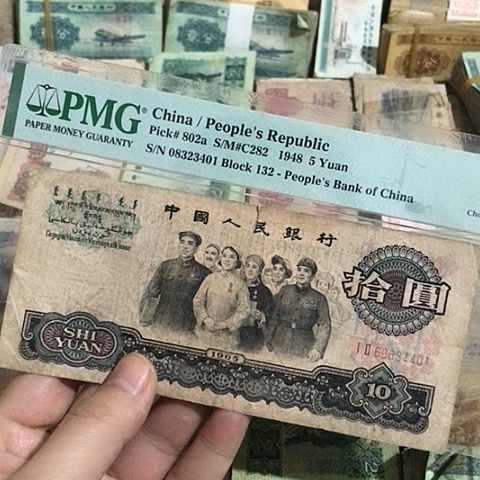 PMG®
PAPER MONEY GUARANTY
China / People's Republic
Pick# 802a S/M#C282 1948 5 Yuan
S/N 08323401 Block 132 - People's Bank of China
中國人民銀行
拾圓
SHI
YUAN
1965
10